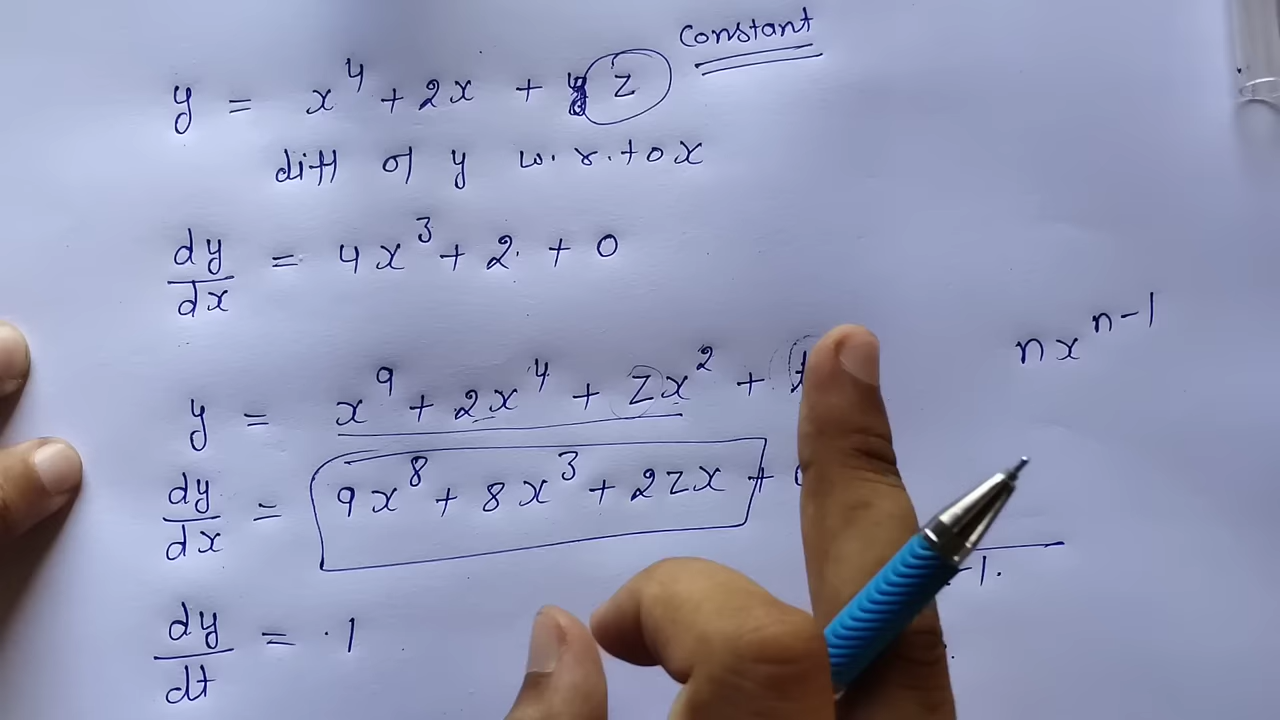 Constant
y = x⁴ + 2x + z
diff of y w.r.to x
dy/dx = 4x³ + 2 + 0
nxⁿ⁻¹
y = x⁹ + 2x⁴ + zx² +
dy/dx = 9x⁸ + 8x³ + 2zx +
-1.
dy/dt = 1